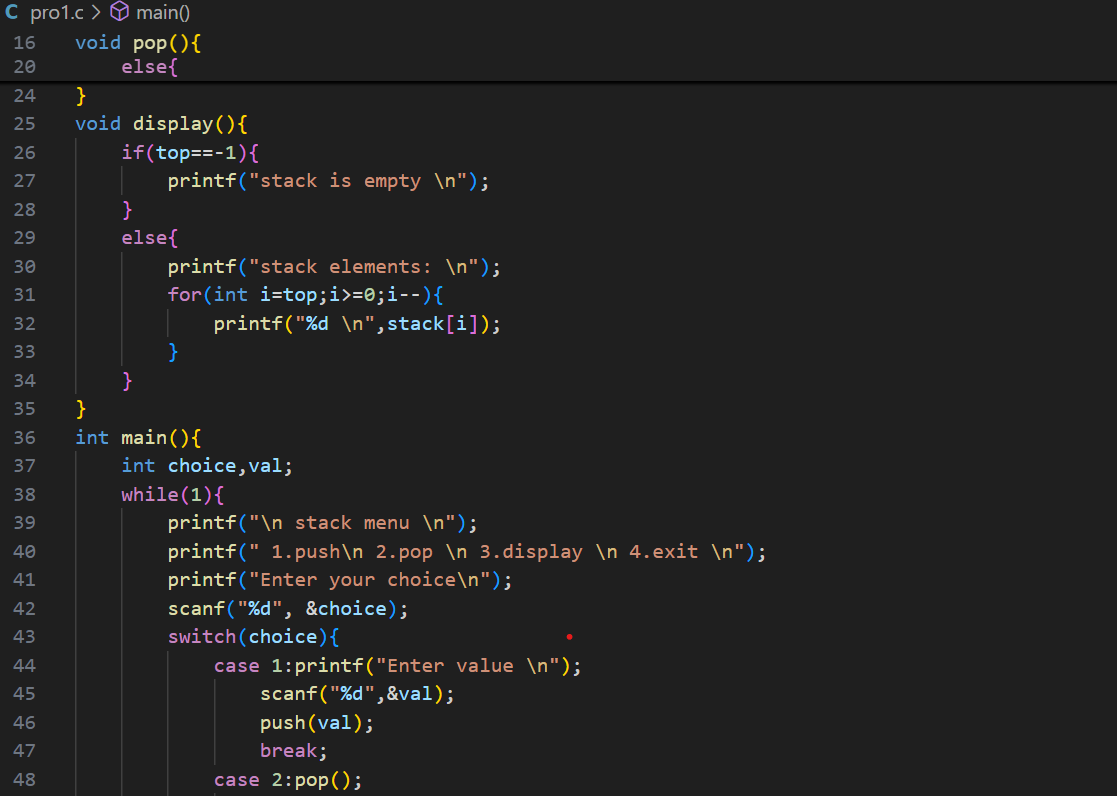 C pro1.c > main()
16 void pop(){
20     else{
24 }
25 void display(){
26     if(top==-1){
27         printf("stack is empty \n");
28     }
29     else{
30         printf("stack elements: \n");
31         for(int i=top;i>=0;i--){
32             printf("%d \n",stack[i]);
33         }
34     }
35 }
36 int main(){
37     int choice,val;
38     while(1){
39         printf("\n stack menu \n");
40         printf(" 1.push\n 2.pop \n 3.display \n 4.exit \n");
41         printf("Enter your choice\n");
42         scanf("%d", &choice);
43         switch(choice){
44             case 1:printf("Enter value \n");
45                 scanf("%d",&val);
46                 push(val);
47                 break;
48             case 2:pop();